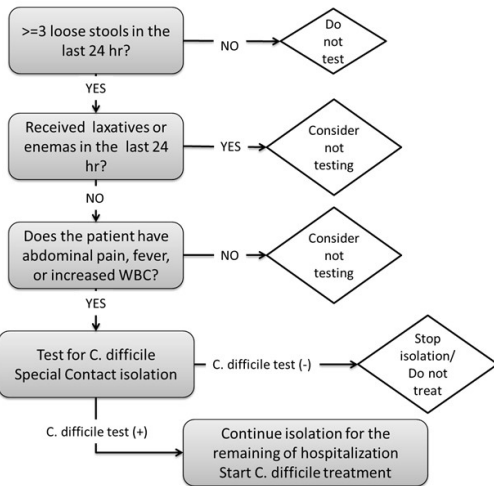 >=3 loose stools in the
last 24 hr?
NO
Do
not
test
YES
Received laxatives or
enemas in the last 24
hr?
YES
Consider
not
testing
NO
Does the patient have
abdominal pain, fever,
or increased WBC?
NO
Consider
not
testing
YES
Test for C. difficile
Special Contact isolation
C. difficile test (-)
Stop
isolation/
Do not
treat
C. difficile test (+)
Continue isolation for the
remaining of hospitalization
Start C. difficile treatment